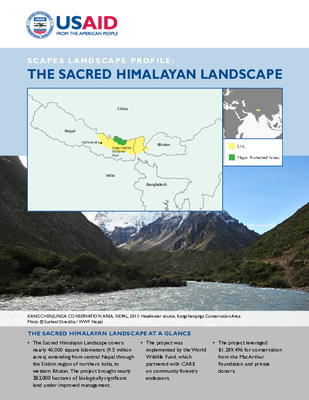 USAID
FROM THE AMERICAN PEOPLE
SCAPES LANDSCAPE PROFILE:
THE SACRED HIMALAYAN LANDSCAPE
China
Nepal
Kathmandu
Sagarmatha
National
Park
Bhutan
India
Bangladesh
SHL
Major Protected Areas
KANGCHENJUNGA CONSERVATION AREA, NEPAL, 2010: Headwater source, Kangchenjunga Conservation Area.
Photo © Susheel Shrestha / WWF Nepal
THE SACRED HIMALAYAN LANDSCAPE AT A GLANCE
• The Sacred Himalayan Landscape covers
nearly 40,000 square kilometers (9.5 million
acres), extending from central Nepal through
the Sikkim region of northern India, to
western Bhutan. The project brought nearly
283,000 hectares of biologically significant
land under improved management.
• The project was
implemented by the World
Wildlife Fund, which
partnered with CARE
on community forestry
endeavors.
• The project leveraged
$1,289,496 for conservation
from the MacArthur
Foundation and private
donors.